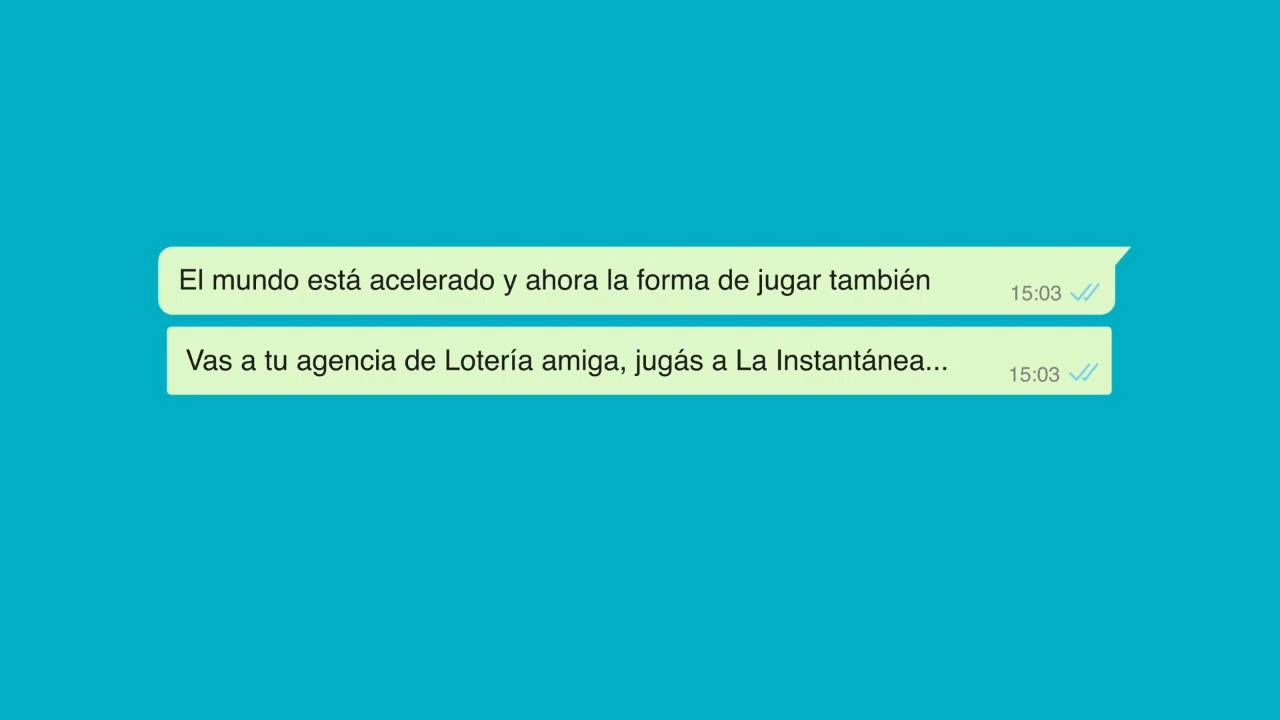 El mundo está acelerado y ahora la forma de jugar también
15:03
Vas a tu agencia de Lotería amiga, jugás a La Instantánea...
15:03